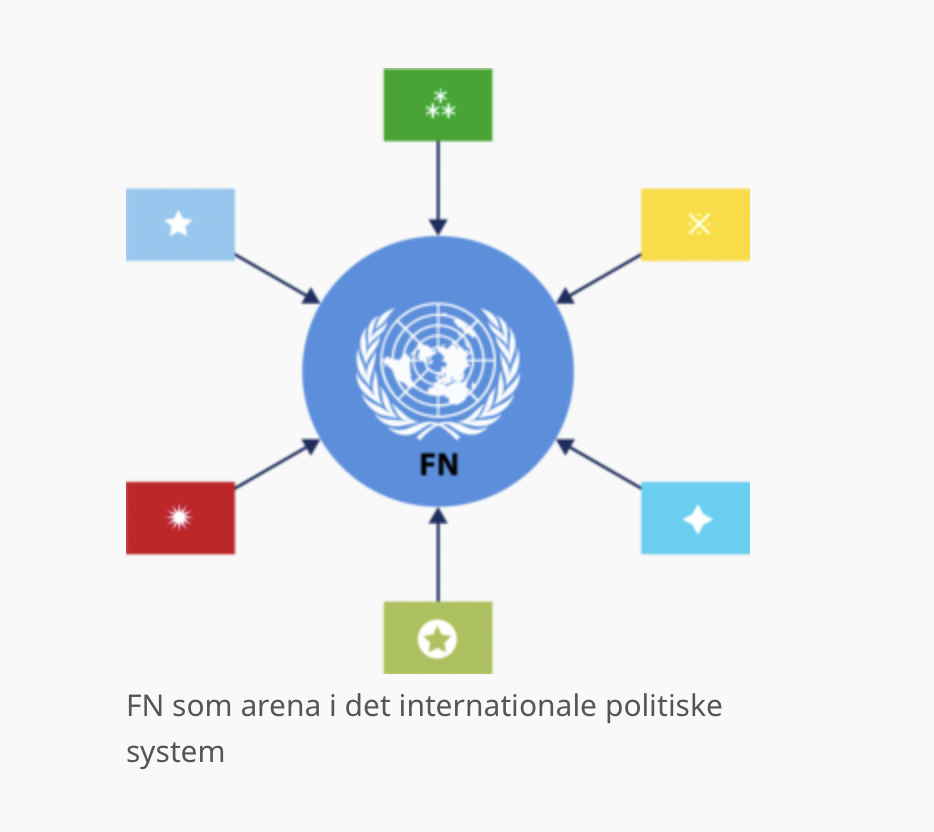 FN
FN som arena i det internationale politiske
system